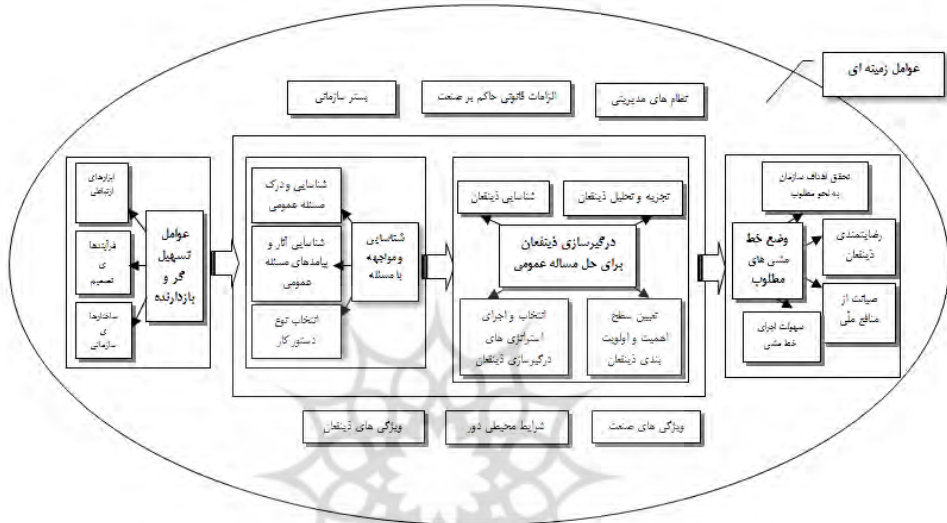 عوامل زمینه ای
نظام های مدیریتی
الزامات قانونی حاکم بر صنعت
بستر سازمانی
ابزارهای
ارتباطی
فرآیندها
ی
تصمیم
ساختارها
ی
سازمانی
عوامل
تسهیل
گر و
بازدارنده
شناسایی و درک
مسئله عمومی
شناسایی آثار و
پیامدهای مسئله
عمومی
انتخاب نوع
دستور کار
شناسایی
ومواجهه
با مسئله
شناسایی ذینفعان
تجزیه و تحلیل ذینفعان
درگیرسازی ذینفعان
برای حل مساله عمومی
انتخاب و اجرای
استراتژی های
درگیرسازی ذینفعان
تعیین سطح
اهمیت و اولویت
بندی ذینفعان
تحقق اهداف سازمان
به نحو مطلوب
وضع خط
مشی های
مطلوب
رضایتمندی
ذینفعان
صیانت از
منافع ملّی
سهولت اجرای
خط مشی
ویژگی های صنعت
شرایط محیطی دور
ویژگی های ذینفعان